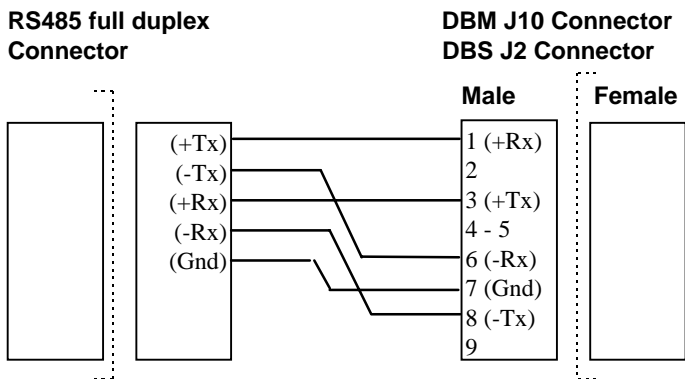 RS485 full duplex
Connector
DBM J10 Connector
DBS J2 Connector
Male
Female
(+Tx)
(-Tx)
(+Rx)
(-Rx)
(Gnd)
1 (+Rx)
2
3 (+Tx)
4 - 5
6 (-Rx)
7 (Gnd)
8 (-Tx)
9